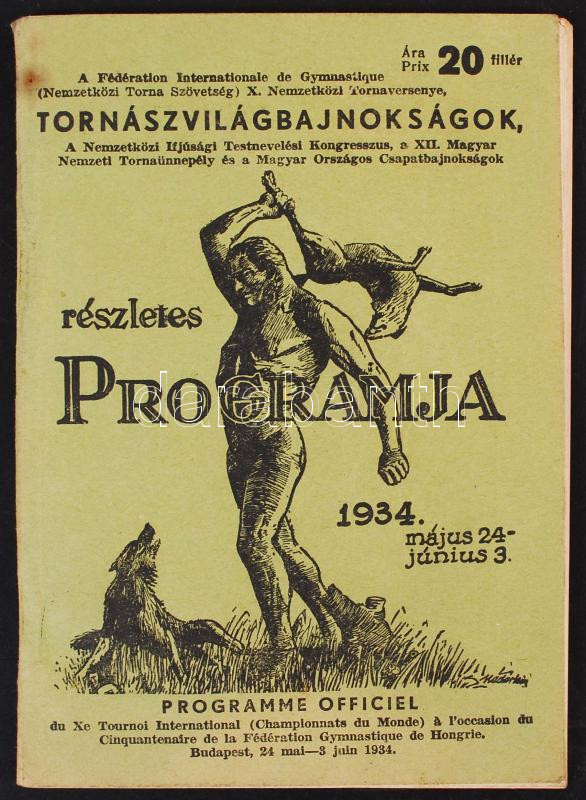 Ára
Prix 20 fillér
A Fédération Internationale de Gymnastique
(Nemzetközi Torna Szövetség) X. Nemzetközi Tornaversenye,
TORNÁSZVILÁGBAJNOKSÁGOK,
A Nemzetközi Ifjúsági Testnevelési Kongresszus, a XII. Magyar
Nemzeti Tornaünnepély és a Magyar Országos Csapatbajnokságok
részletes
PROGRAMJA
darabanth
1934.
május 24-
június 3.
PROGRAMME OFFICIEL
du Xe Tournoi International (Championnats du Monde) à l'occasion du
Cinquantenaire de la Fédération Gymnastique de Hongrie.
Budapest, 24 mai—3 juin 1934.